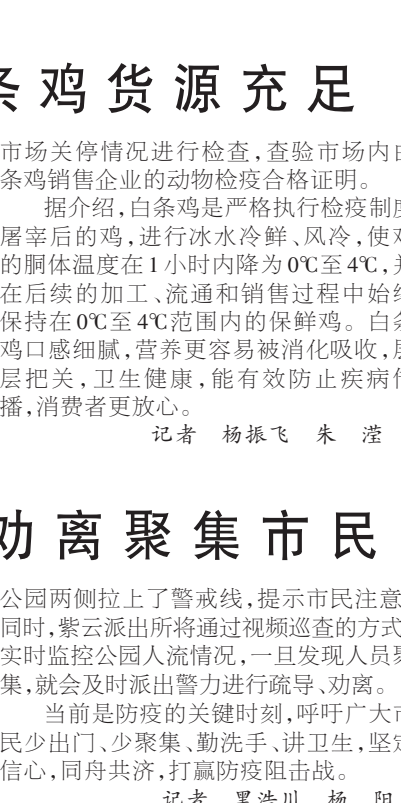 条鸡货源充足
市场关停情况进行检查,查验市场内
条鸡销售企业的动物检疫合格证明。
据介绍,白条鸡是严格执行检疫制度
屠宰后的鸡,进行冰水冷鲜、风冷,使鸡
的胴体温度在1小时内降为0℃至4℃,并
在后续的加工、流通和销售过程中始终
保持在0℃至4℃范围内的保鲜鸡。白条
鸡口感细腻,营养更容易被消化吸收,层
层把关,卫生健康,能有效防止疾病传
播,消费者更放心。
记者 杨振飞 朱 滢
劝离聚集市民
公园两侧拉上了警戒线,提示市民注意
同时,紫云派出所将通过视频巡查的方式
实时监控公园人流情况,一旦发现人员聚
集,就会及时派出警力进行疏导、劝离。
当前是防疫的关键时刻,呼吁广大市
民少出门、少聚集、勤洗手、讲卫生,坚定
信心,同舟共济,打赢防疫阻击战。
记者 黑浩川 杨 阳